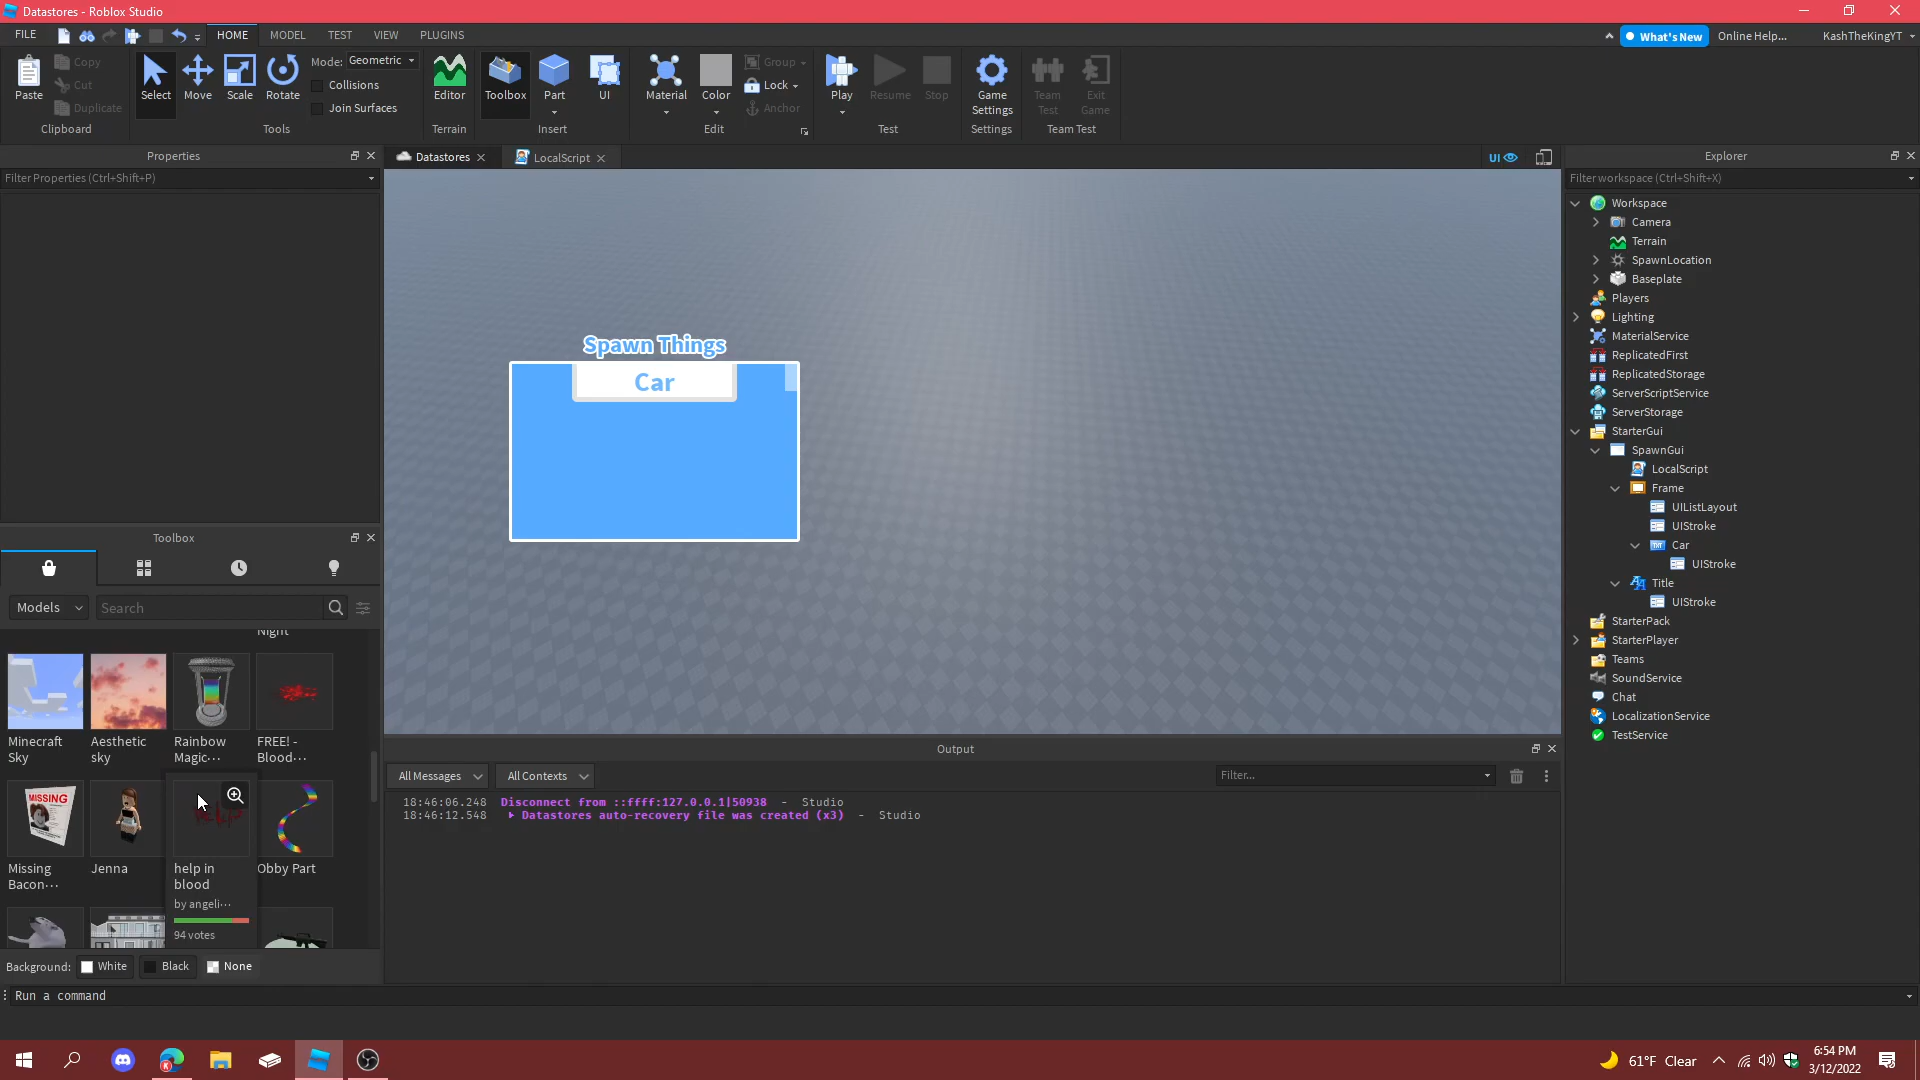 Datastores - Roblox Studio
FILE HOME MODEL TEST VIEW PLUGINS What's New Online Help... KashTheKingYT
Paste Copy Cut Duplicate Clipboard
Select Move Scale Rotate Mode: Geometric Collisions Join Surfaces Tools
Editor Terrain
Toolbox Part UI Insert
Material Color Group Lock Anchor Edit
Play Resume Stop Test
Game Settings Settings
Team Test Exit Game Team Test
Properties
Filter Properties (Ctrl+Shift+P)
Datastores LocalScript UI
Spawn Things
Car
Toolbox
Models Search
Night
Minecraft Sky
Aesthetic sky
Rainbow Magic...
FREE! - Blood...
MISSING
HELP
Missing Bacon...
Jenna
help in blood
by angeli...
94 votes
Obby Part
Background: White Black None
Output
All Messages All Contexts Filter...
18:46:06.248 Disconnect from ::ffff:127.0.0.1|50938 - Studio
18:46:12.548 Datastores auto-recovery file was created (x3) - Studio
Explorer
Filter workspace (Ctrl+Shift+X)
Workspace
Camera
Terrain
SpawnLocation
Baseplate
Players
Lighting
MaterialService
ReplicatedFirst
ReplicatedStorage
ServerScriptService
ServerStorage
StarterGui
SpawnGui
LocalScript
Frame
UIListLayout
UIStroke
Car
UIStroke
Title
UIStroke
StarterPack
StarterPlayer
Teams
SoundService
Chat
LocalizationService
TestService
Run a command
61°F Clear
6:54 PM
3/12/2022